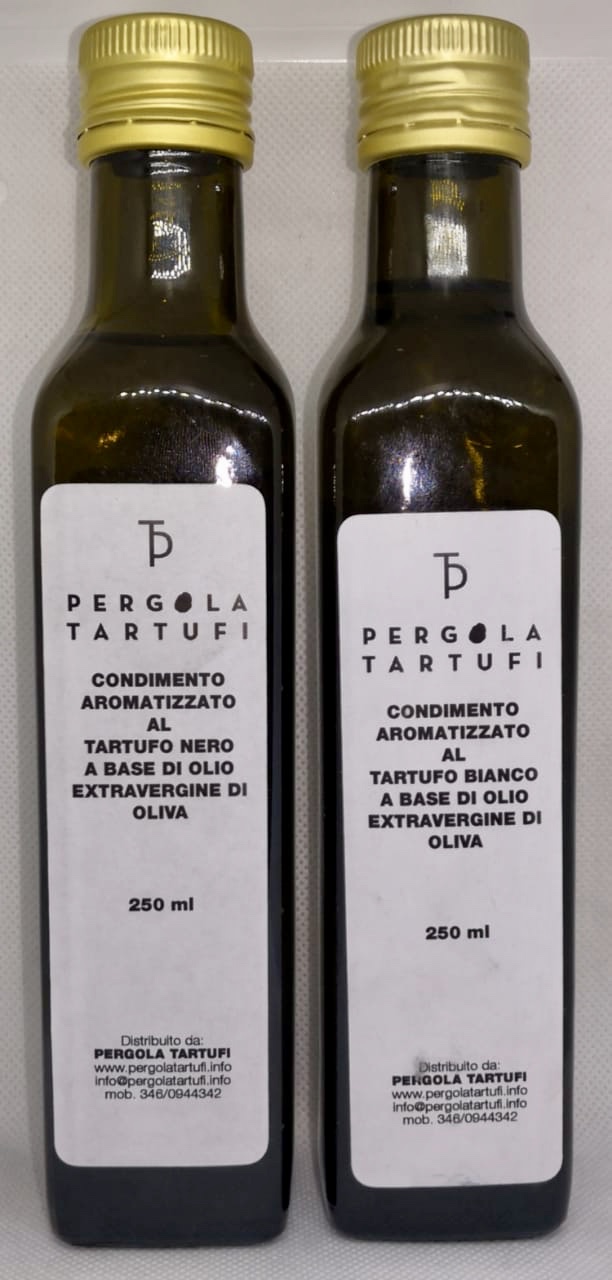 TP
PERGOLA
TARTUFI
CONDIMENTO
AROMATIZZATO
AL
TARTUFO NERO
A BASE DI OLIO
EXTRAVERGINE DI
OLIVA
250 ml
Distribuito da:
PERGOLA TARTUFI
www.pergolatartufi.info
info@pergolatartufi.info
mob. 346/0944342
TP
PERGOLA
TARTUFI
CONDIMENTO
AROMATIZZATO
AL
TARTUFO BIANCO
A BASE DI OLIO
EXTRAVERGINE DI
OLIVA
250 ml
Distribuito da:
PERGOLA TARTUFI
www.pergolatartufi.info
info@pergolatartufi.info
mob. 346/0944342